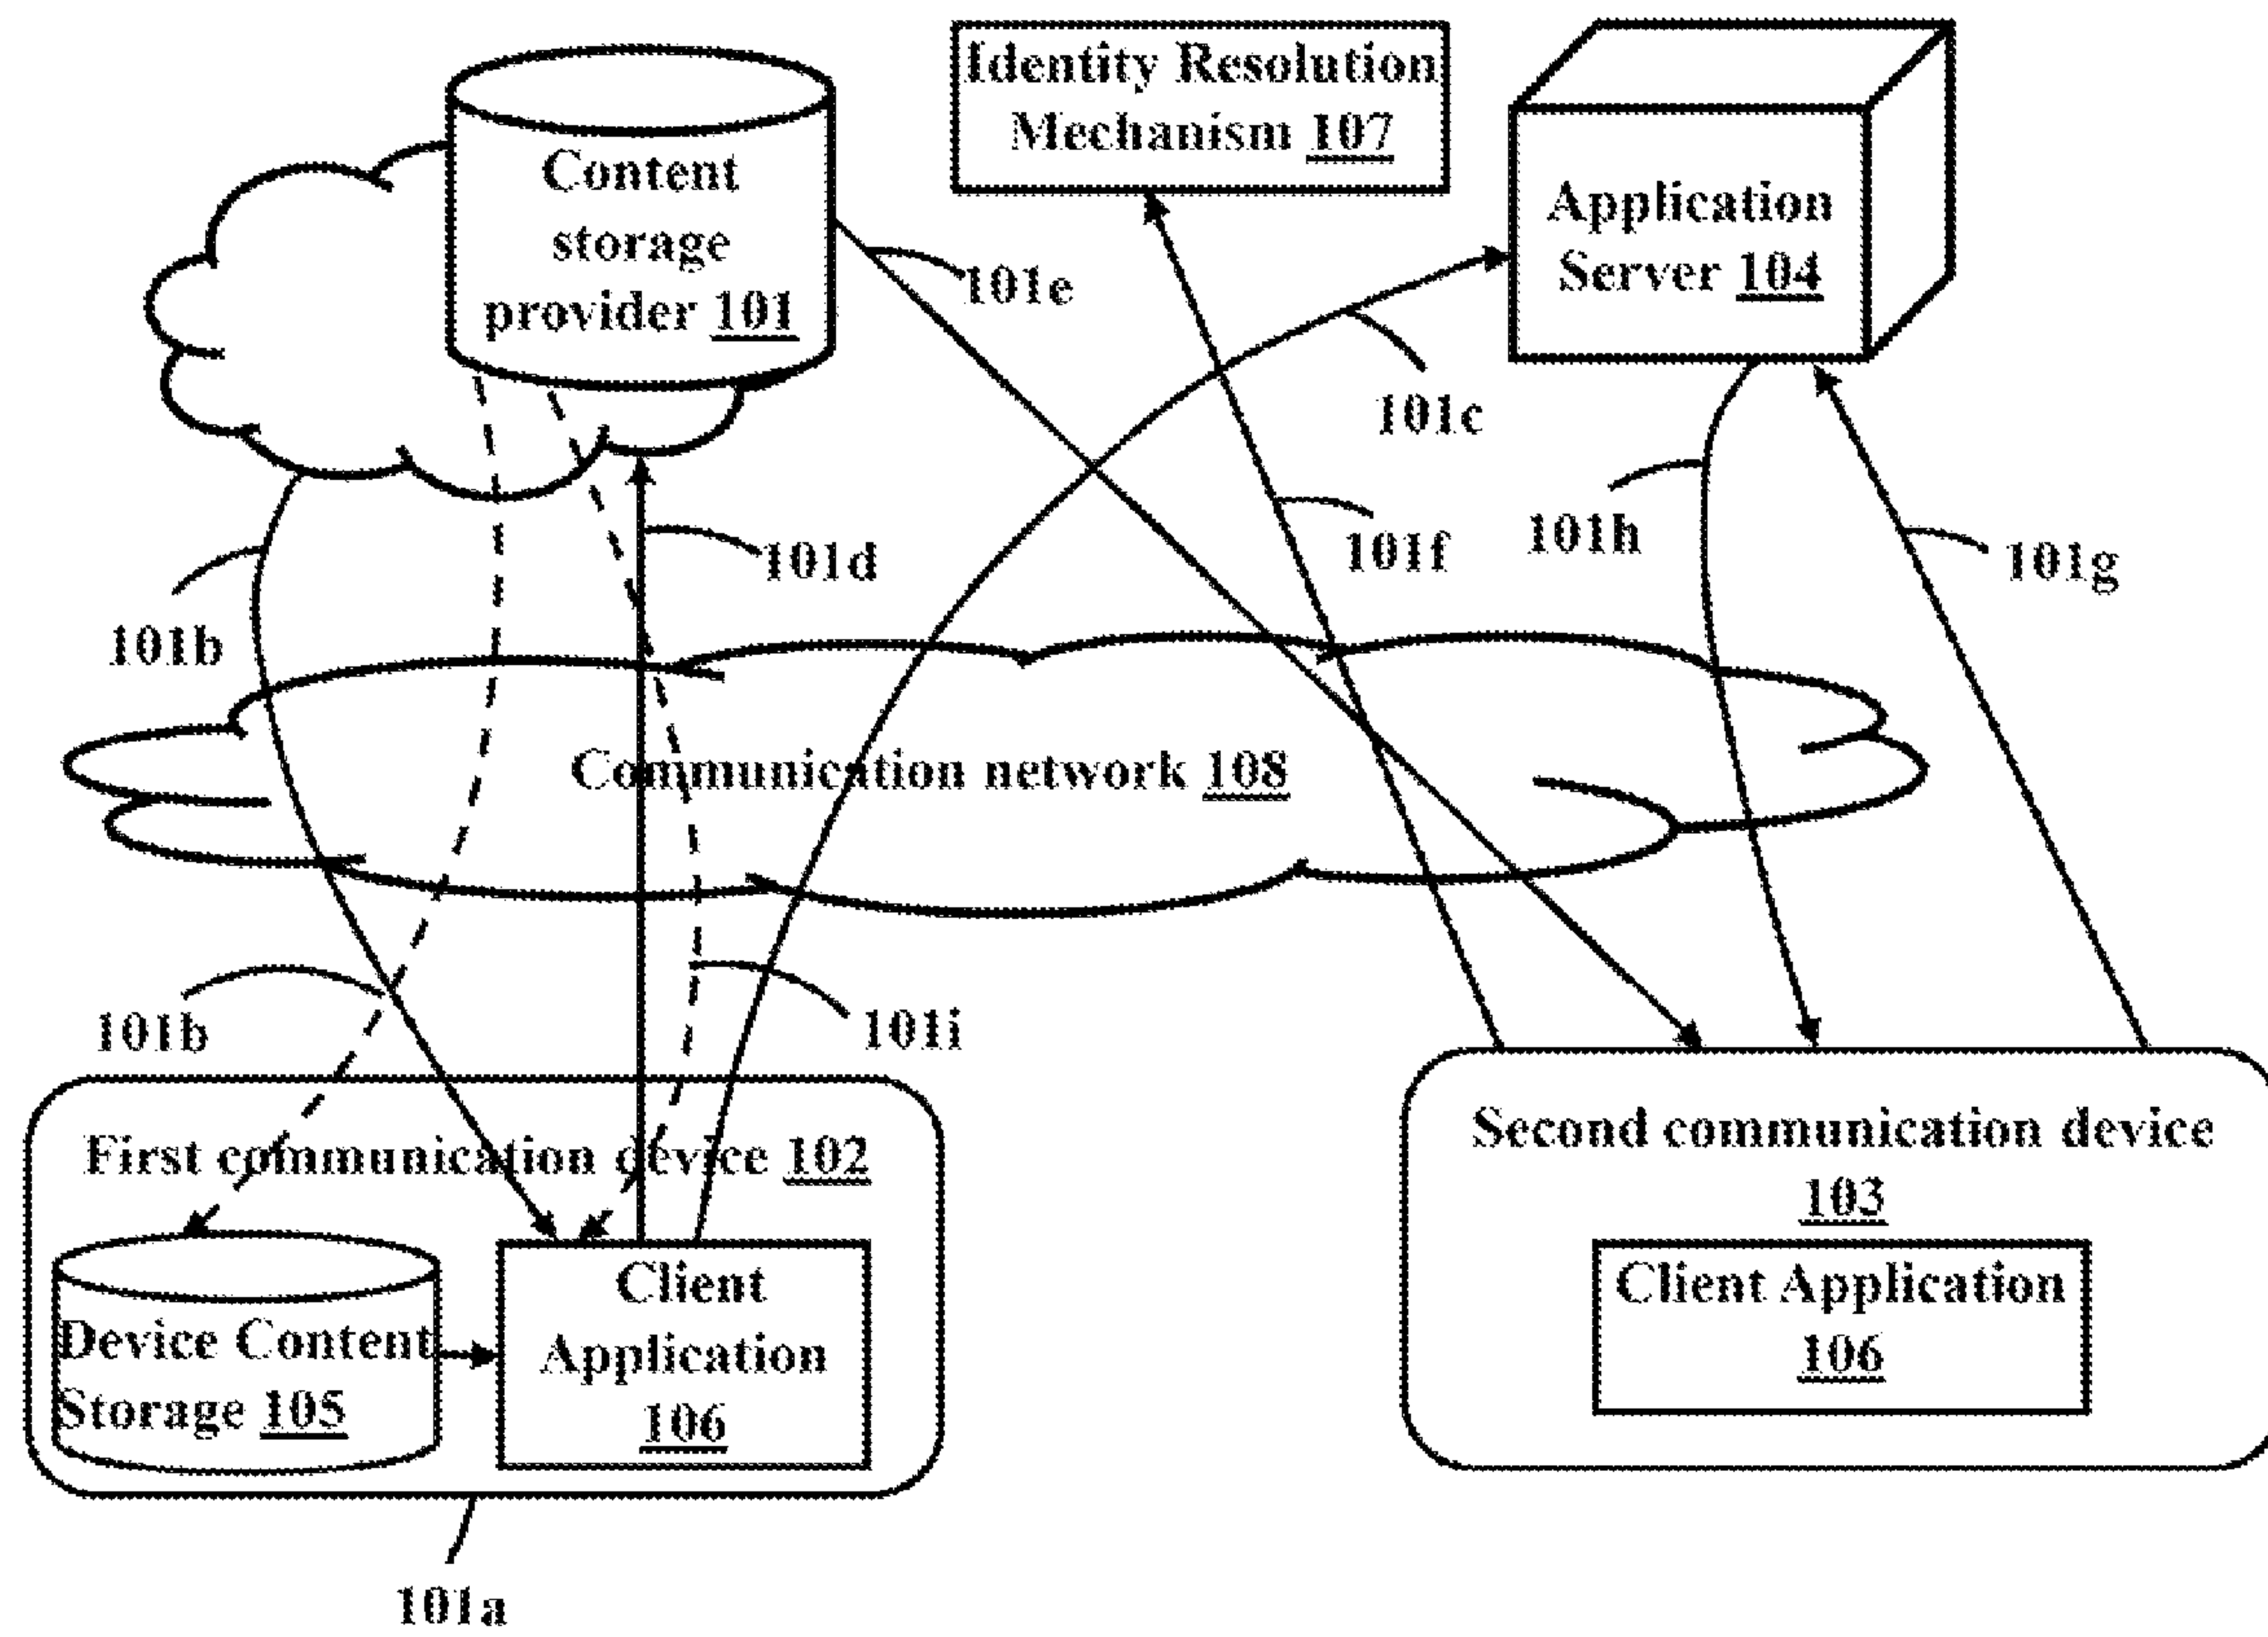 Identity Resolution
Mechanism 107
Content
storage
provider 101
Application
Server 104
101e
101c
101d
101f
101h
101g
101b
Communication network 108
101b
101i
First communication device 102
Second communication device
103
Device Content
Storage 105
Client
Application
106
Client Application
106
101a